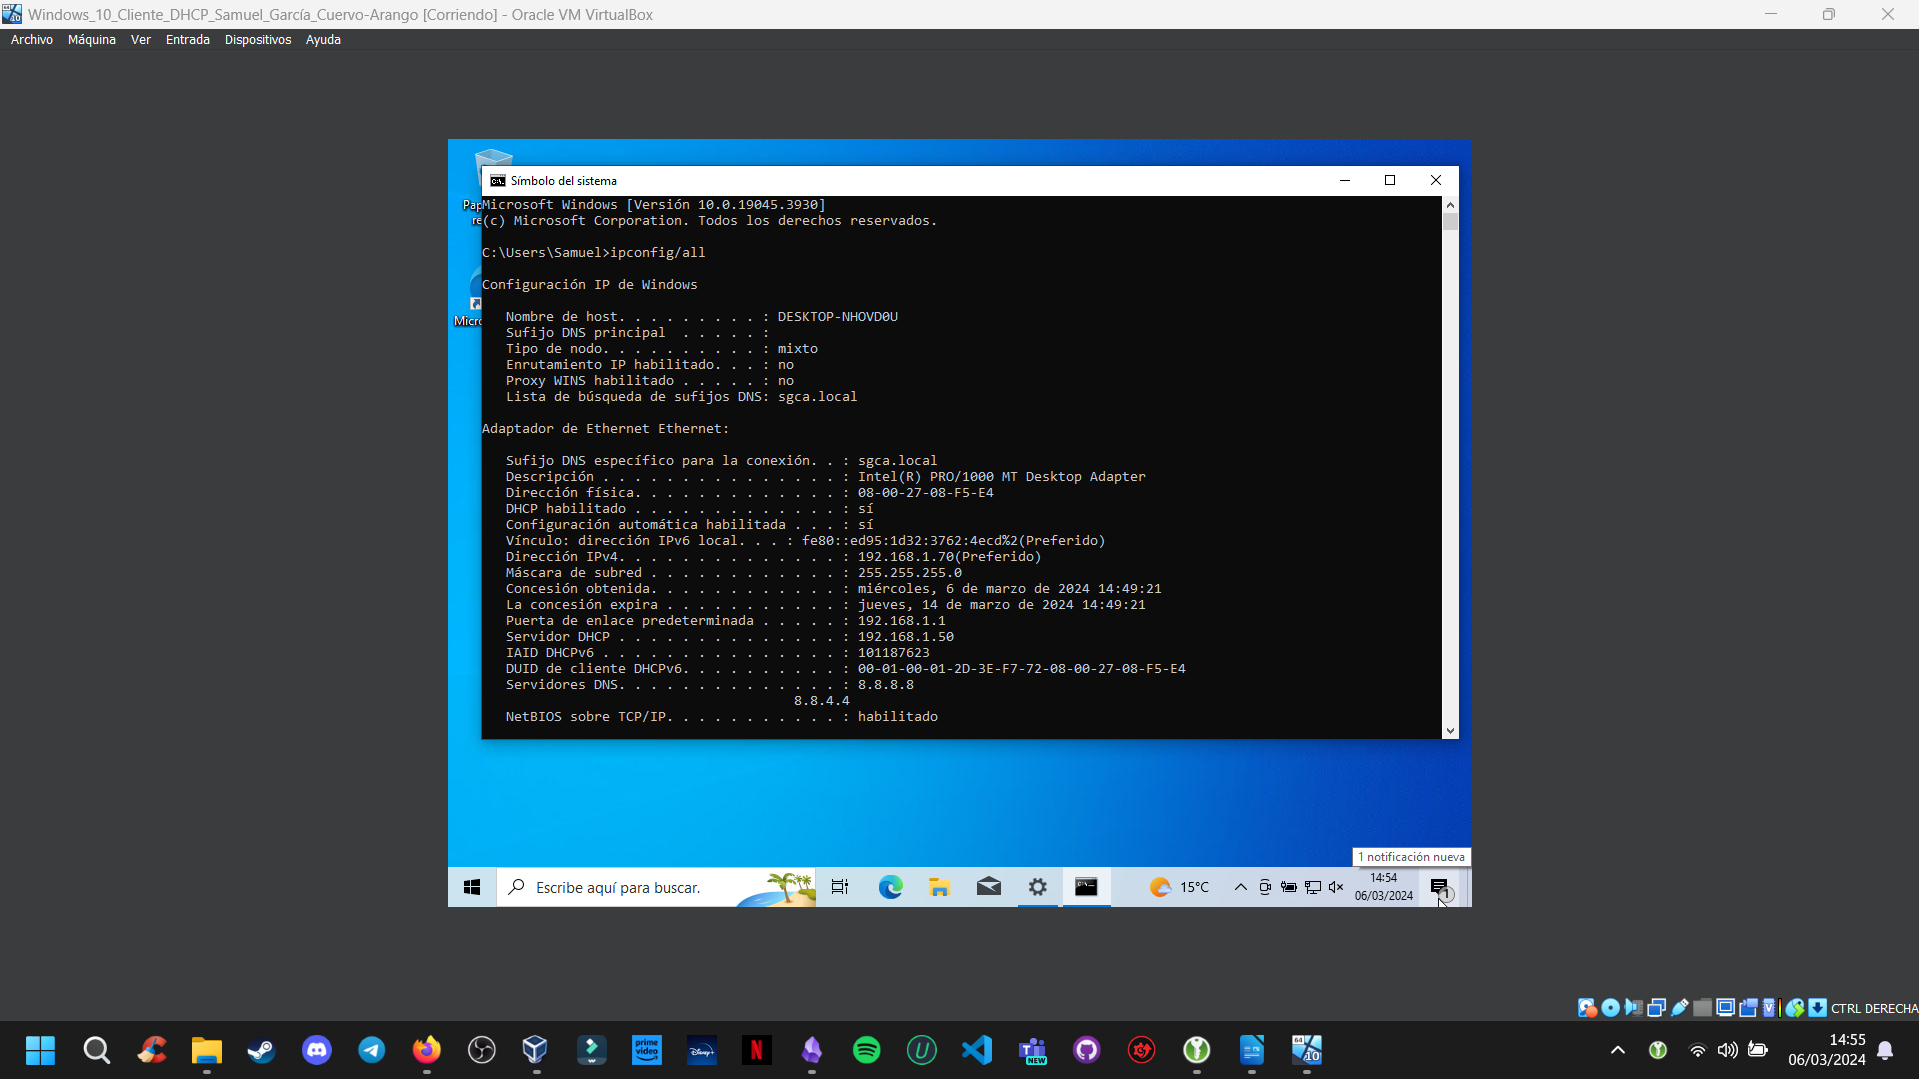 Windows_10_Cliente_DHCP_Samuel_García_Cuervo-Arango [Corriendo] - Oracle VM VirtualBox
Archivo Máquina Ver Entrada Dispositivos Ayuda
Símbolo del sistema
Microsoft Windows [Versión 10.0.19045.3930]
(c) Microsoft Corporation. Todos los derechos reservados.
C:\Users\Samuel>ipconfig/all
Configuración IP de Windows
Nombre de host. . . . . . . . . : DESKTOP-NHOVD0U
Sufijo DNS principal  . . . . . :
Tipo de nodo. . . . . . . . . . : mixto
Enrutamiento IP habilitado. . . : no
Proxy WINS habilitado . . . . . : no
Lista de búsqueda de sufijos DNS: sgca.local
Adaptador de Ethernet Ethernet:
Sufijo DNS específico para la conexión. . : sgca.local
Descripción . . . . . . . . . . . . . . . : Intel(R) PRO/1000 MT Desktop Adapter
Dirección física. . . . . . . . . . . . . : 08-00-27-08-F5-E4
DHCP habilitado . . . . . . . . . . . . . : sí
Configuración automática habilitada . . . : sí
Vínculo: dirección IPv6 local. . . : fe80::ed95:1d32:3762:4ecd%2(Preferido)
Dirección IPv4. . . . . . . . . . . . . . : 192.168.1.70(Preferido)
Máscara de subred . . . . . . . . . . . . : 255.255.255.0
Concesión obtenida. . . . . . . . . . . . : miércoles, 6 de marzo de 2024 14:49:21
La concesión expira . . . . . . . . . . . : jueves, 14 de marzo de 2024 14:49:21
Puerta de enlace predeterminada . . . . . : 192.168.1.1
Servidor DHCP . . . . . . . . . . . . . . : 192.168.1.50
IAID DHCPv6 . . . . . . . . . . . . . . . : 101187623
DUID de cliente DHCPv6. . . . . . . . . . : 00-01-00-01-2D-3E-F7-72-08-00-27-08-F5-E4
Servidores DNS. . . . . . . . . . . . . . : 8.8.8.8
8.8.4.4
NetBIOS sobre TCP/IP. . . . . . . . . . . : habilitado
1 notificación nueva
Escribe aquí para buscar.
15°C
14:54
06/03/2024
1
CTRL DERECHA
prime video
Disney+
N
NEW
64
10
14:55
06/03/2024